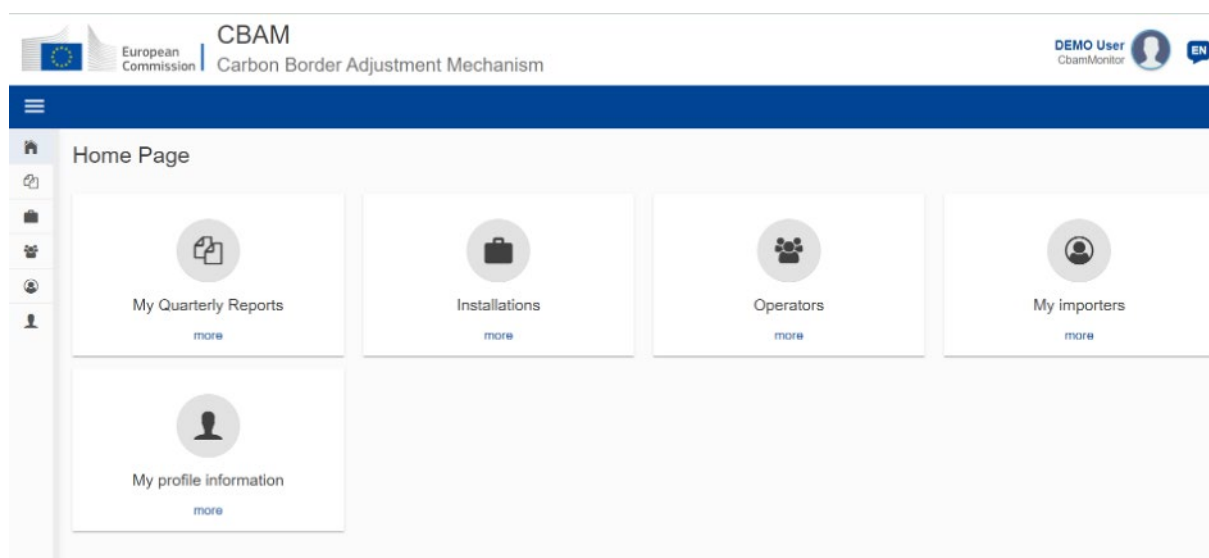 European
Commission
CBAM
Carbon Border Adjustment Mechanism
DEMO User
CbamMonitor
EN
Home Page
My Quarterly Reports
more
Installations
more
Operators
more
My importers
more
My profile information
more